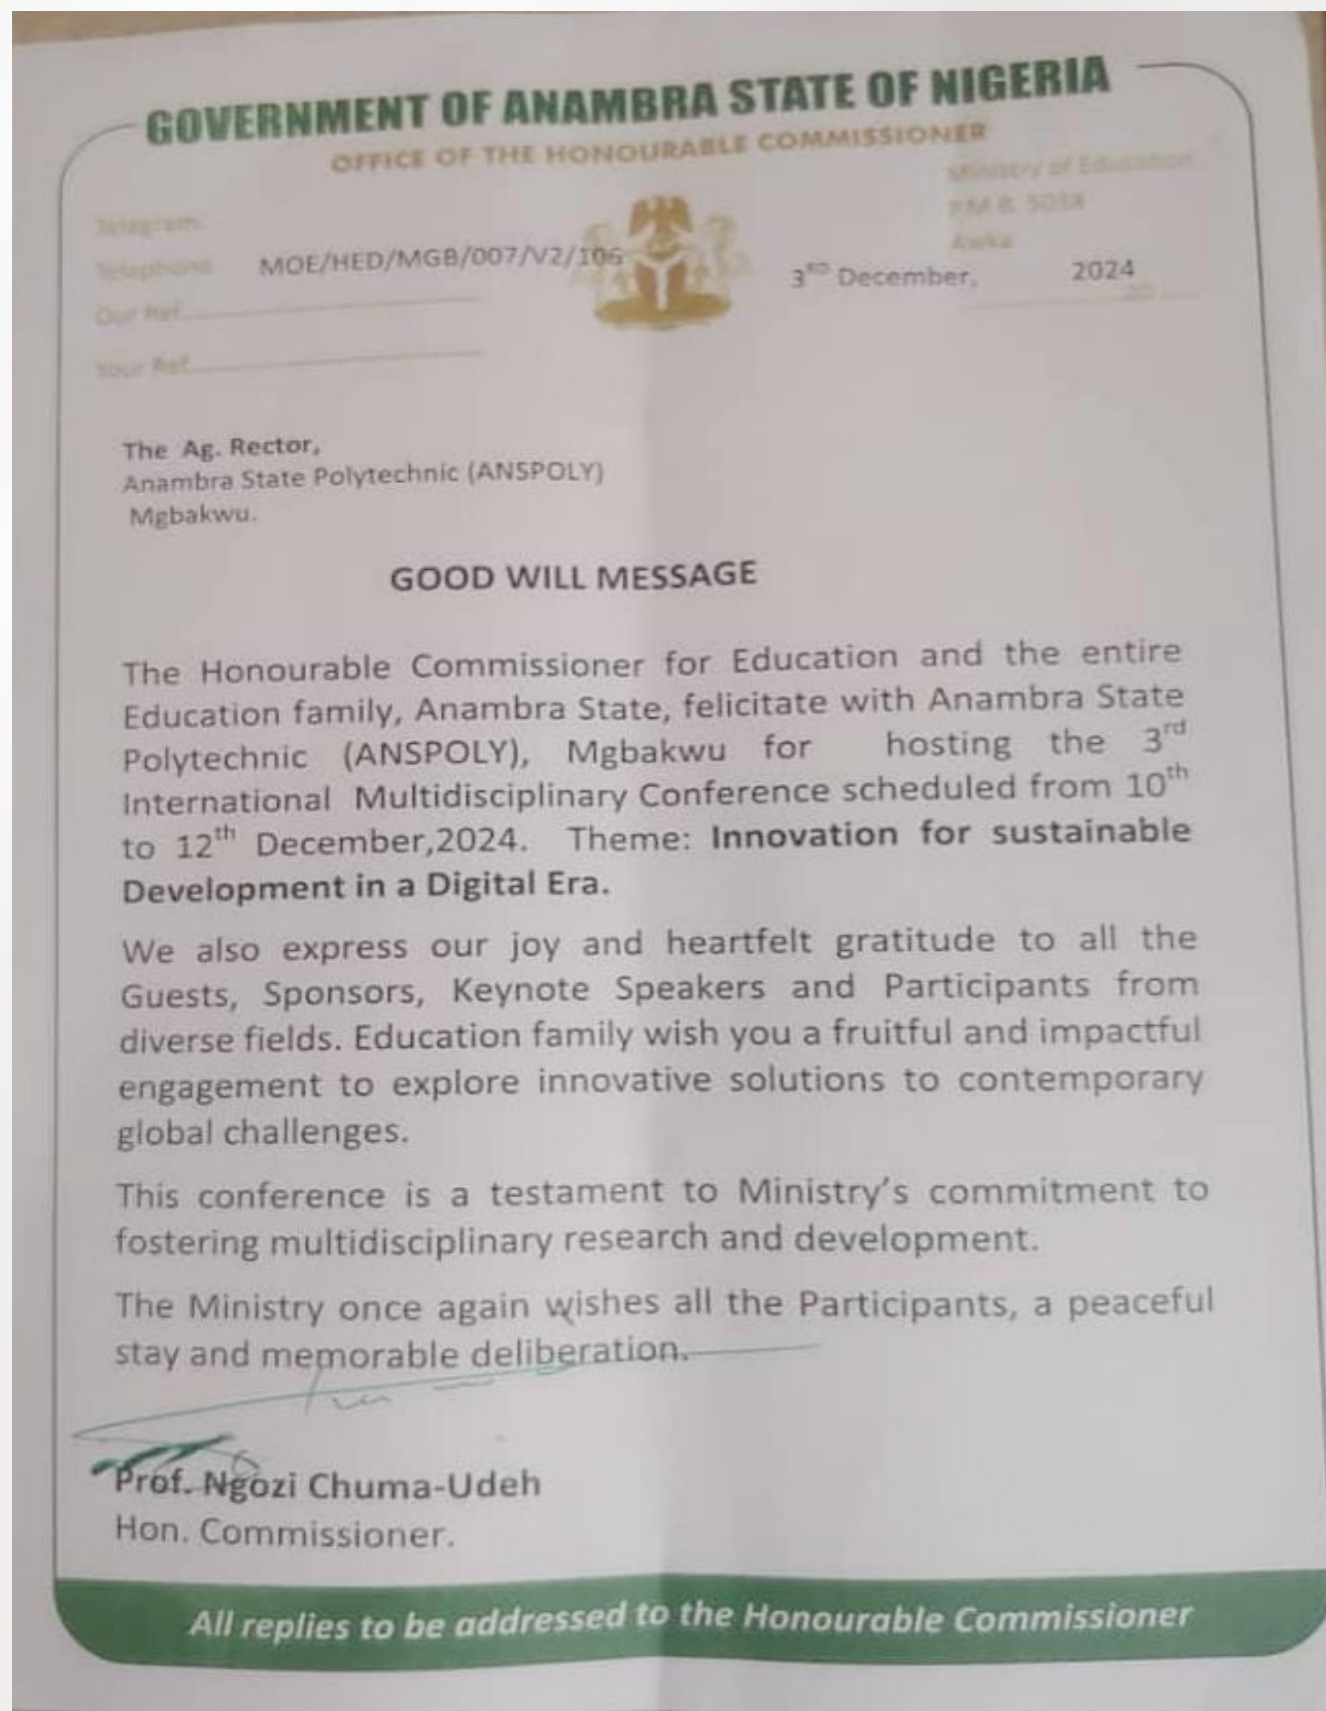 GOVERNMENT OF ANAMBRA STATE OF NIGERIA
OFFICE OF THE HONOURABLE COMMISSIONER
Telegram:
Telephone
MOE/HED/MGB/007/V2/106
Our Ref
Your Ref
Ministry of Education
P.M.B. 5038
Awka
3RD December, 2024
20
The Ag. Rector,
Anambra State Polytechnic (ANSPOLY)
Mgbakwu.
GOOD WILL MESSAGE
The Honourable Commissioner for Education and the entire
Education family, Anambra State, felicitate with Anambra State
Polytechnic (ANSPOLY), Mgbakwu for hosting the 3rd
International Multidisciplinary Conference scheduled from 10th
to 12th December,2024. Theme: Innovation for sustainable
Development in a Digital Era.
We also express our joy and heartfelt gratitude to all the
Guests, Sponsors, Keynote Speakers and Participants from
diverse fields. Education family wish you a fruitful and impactful
engagement to explore innovative solutions to contemporary
global challenges.
This conference is a testament to Ministry's commitment to
fostering multidisciplinary research and development.
The Ministry once again wishes all the Participants, a peaceful
stay and memorable deliberation.
Prof. Ngozi Chuma-Udeh
Hon. Commissioner.
All replies to be addressed to the Honourable Commissioner